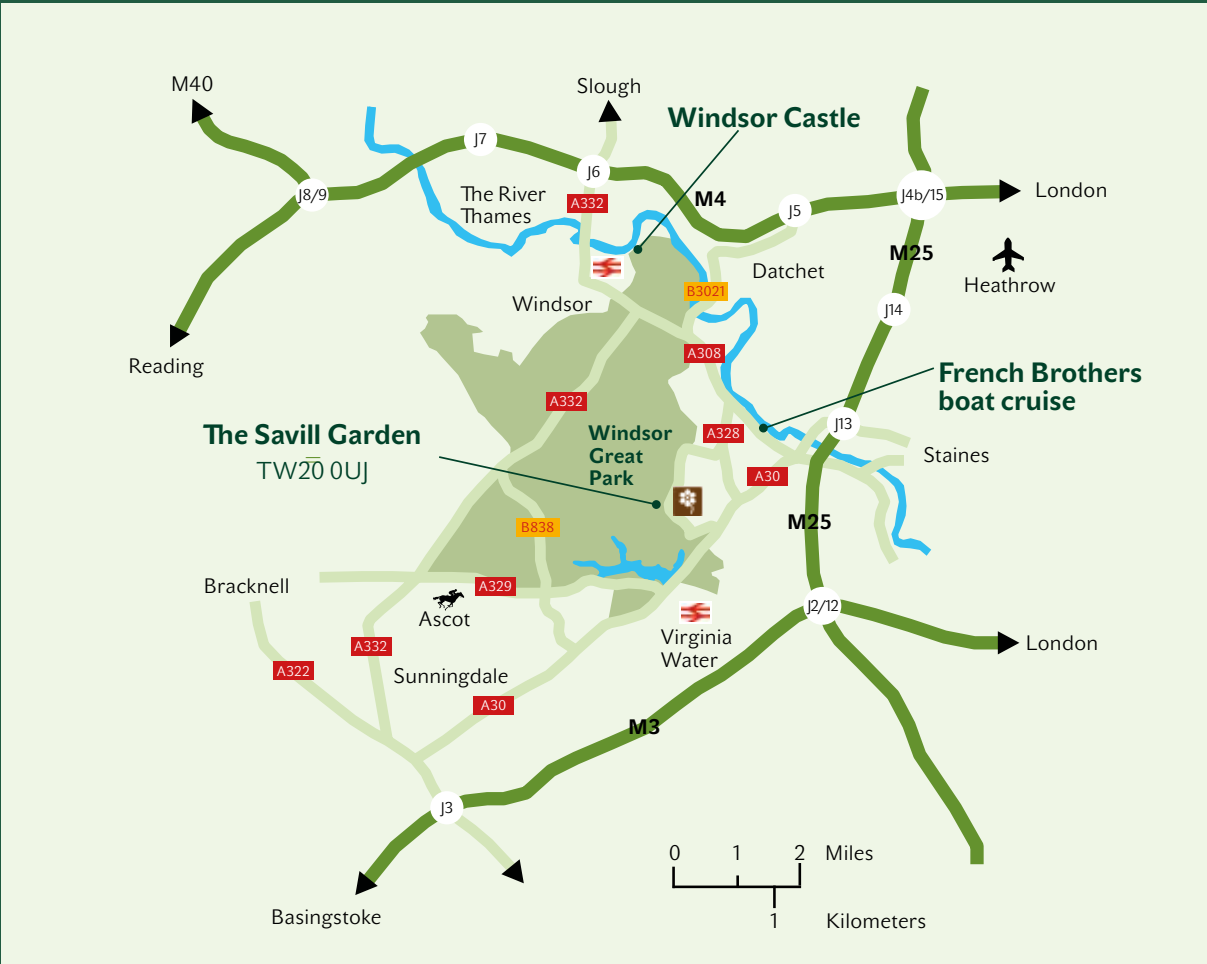 M40
Slough
Windsor Castle
J7
J6
The River
Thames
A332
M4
J8/9
J5
J4b/15
London
M25
Heathrow
Datchet
B3021
Windsor
J14
A308
Reading
French Brothers
boat cruise
A332
The Savill Garden
TW20 0UJ
Windsor
Great
Park
A328
J13
Staines
A30
M25
B838
Bracknell
A329
Ascot
J2/12
Virginia
Water
London
A332
A322
Sunningdale
A30
M3
J3
Basingstoke
0 1 2 Miles
1 Kilometers